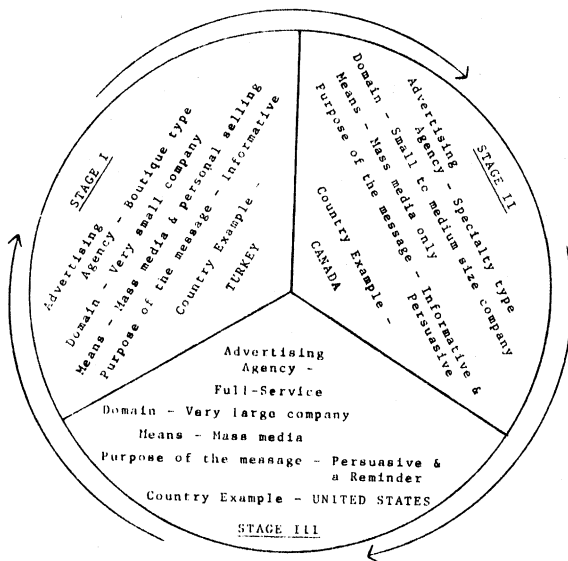 STAGE I
Advertising
Agency - Boutique type
Domain - Very small company
Means - Mass media & Personal selling
Purpose of the message - Informative
Country Example -
TURKEY
STAGE II
Advertising
Agency - Specialty type
Domain - Small to medium size company
Means - Mass media only
Purpose of the message - Informative &
Persuasive
Country Example -
CANADA
Advertising
Agency -
Full-Service
Domain - Very large company
Means - Mass media
Purpose of the message - Persuasive &
a Reminder
Country Example - UNITED STATES
STAGE III